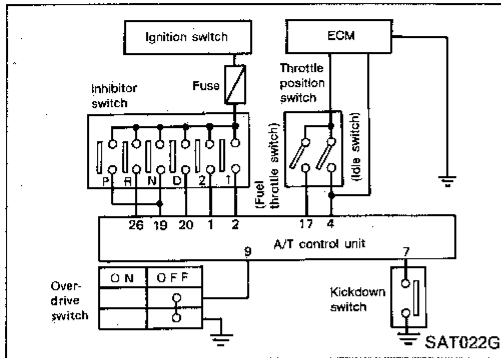 Ignition switch
ECM
Fuse
Throttle
position
switch
Inhibitor
switch
(Fuel
throttle switch)
(Idle switch)
P R N D 2 1
26 19 20 1 2 17 4
A/T control unit
9 7
ON OFF
Over-
drive
switch
Kickdown
switch
SAT022G